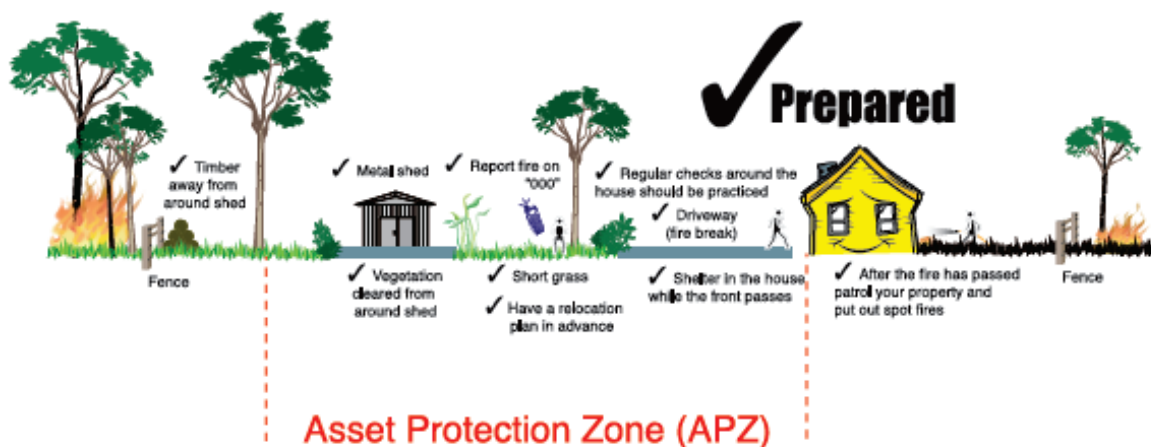 ✓ Prepared
✓ Timber
away from
around shed
✓ Metal shed
✓ Report fire on
"000"
✓ Regular checks around the
house should be practiced
✓ Driveway
(fire break)
Fence
✓ Vegetation
cleared from
around shed
✓ Short grass
✓ Have a relocation
plan in advance
✓ Shelter in the house
while the front passes
✓ After the fire has passed
patrol your property and
put out spot fires
Fence
Asset Protection Zone (APZ)